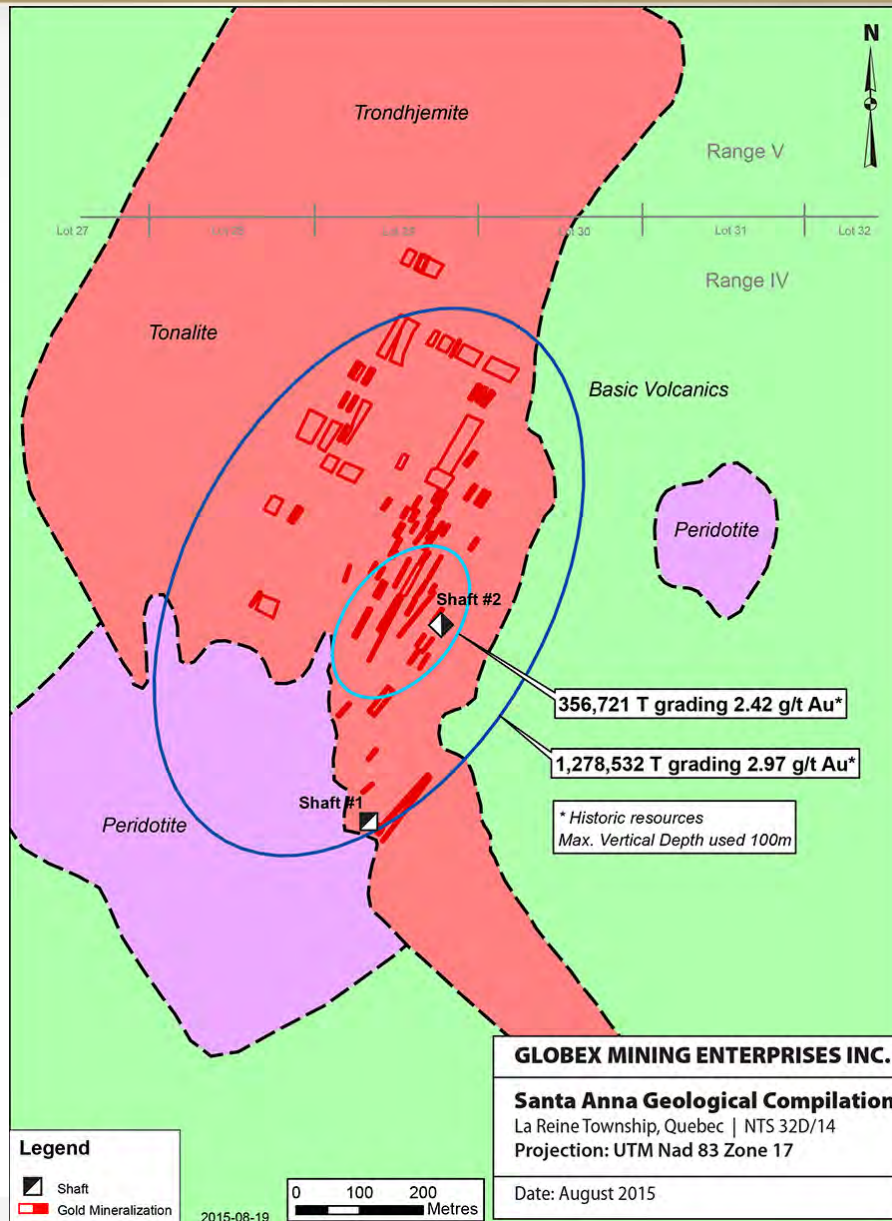 N
Trondhjemite
Range V
Lot 27
Lot 30
Lot 31
Lot 32
Range IV
Tonalite
Basic Volcanics
Peridotite
Shaft #2
356,721 T grading 2.42 g/t Au*
1,278,532 T grading 2.97 g/t Au*
Shaft #1
* Historic resources
Max. Vertical Depth used 100m
Peridotite
GLOBEX MINING ENTERPRISES INC.
Santa Anna Geological Compilation
La Reine Township, Quebec | NTS 32D/14
Projection: UTM Nad 83 Zone 17
Date: August 2015
Legend
Shaft
Gold Mineralization
2015-08-19
0 100 200
Metres